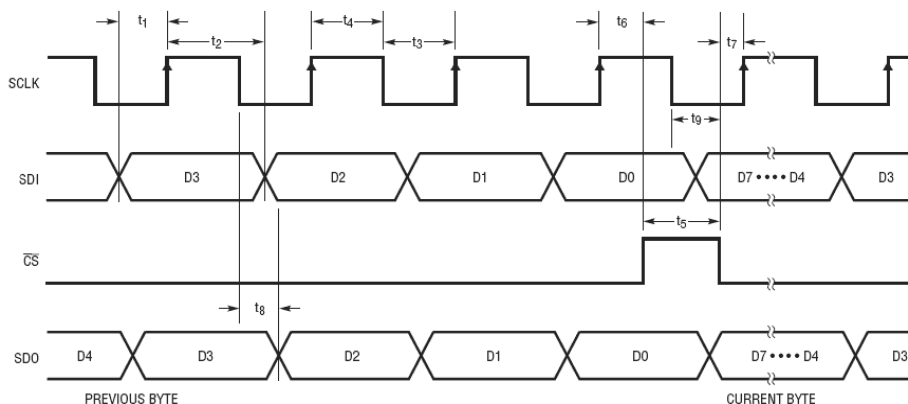 t1
t2
t4
t3
t6
t7
SCLK
t9
SDI
D3
D2
D1
D0
D7 •••• D4
D3
t5
CS
t8
SDO
D4
D3
D2
D1
D0
D7 •••• D4
D3
PREVIOUS BYTE
CURRENT BYTE